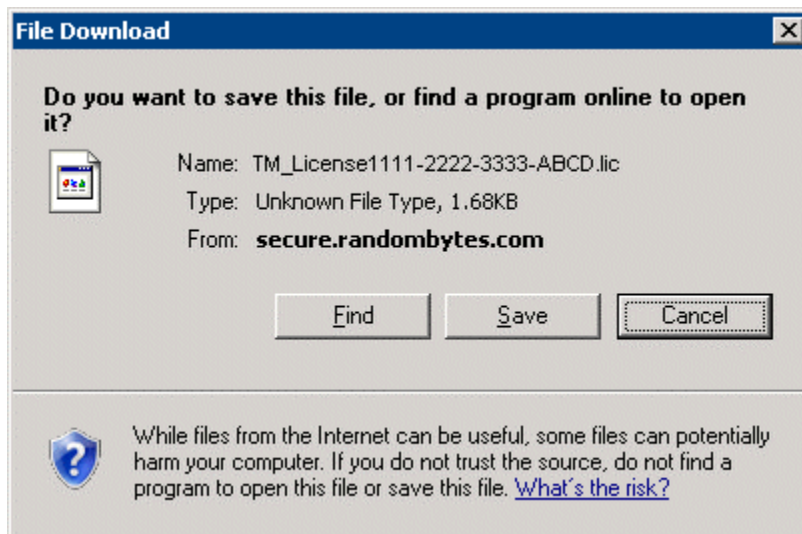 File Download
Do you want to save this file, or find a program online to open
it?
Name: TM_License1111-2222-3333-ABCD.lic
Type: Unknown File Type, 1.68KB
From: secure.randombytes.com
Find Save Cancel
While files from the Internet can be useful, some files can potentially
harm your computer. If you do not trust the source, do not find a
program to open this file or save this file. What's the risk?